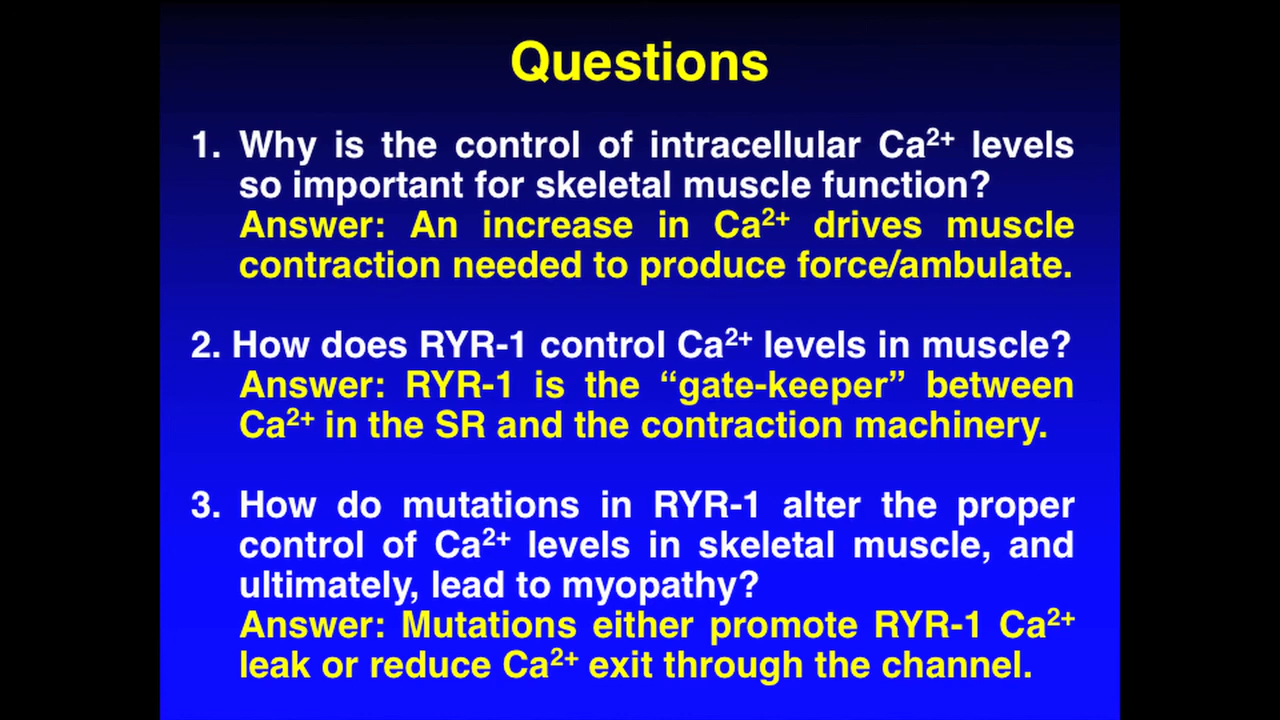 Questions
1. Why is the control of intracellular Ca²⁺ levels
so important for skeletal muscle function?
Answer: An increase in Ca²⁺ drives muscle
contraction needed to produce force/ambulate.
2. How does RYR-1 control Ca²⁺ levels in muscle?
Answer: RYR-1 is the “gate-keeper” between
Ca²⁺ in the SR and the contraction machinery.
3. How do mutations in RYR-1 alter the proper
control of Ca²⁺ levels in skeletal muscle, and
ultimately, lead to myopathy?
Answer: Mutations either promote RYR-1 Ca²⁺
leak or reduce Ca²⁺ exit through the channel.